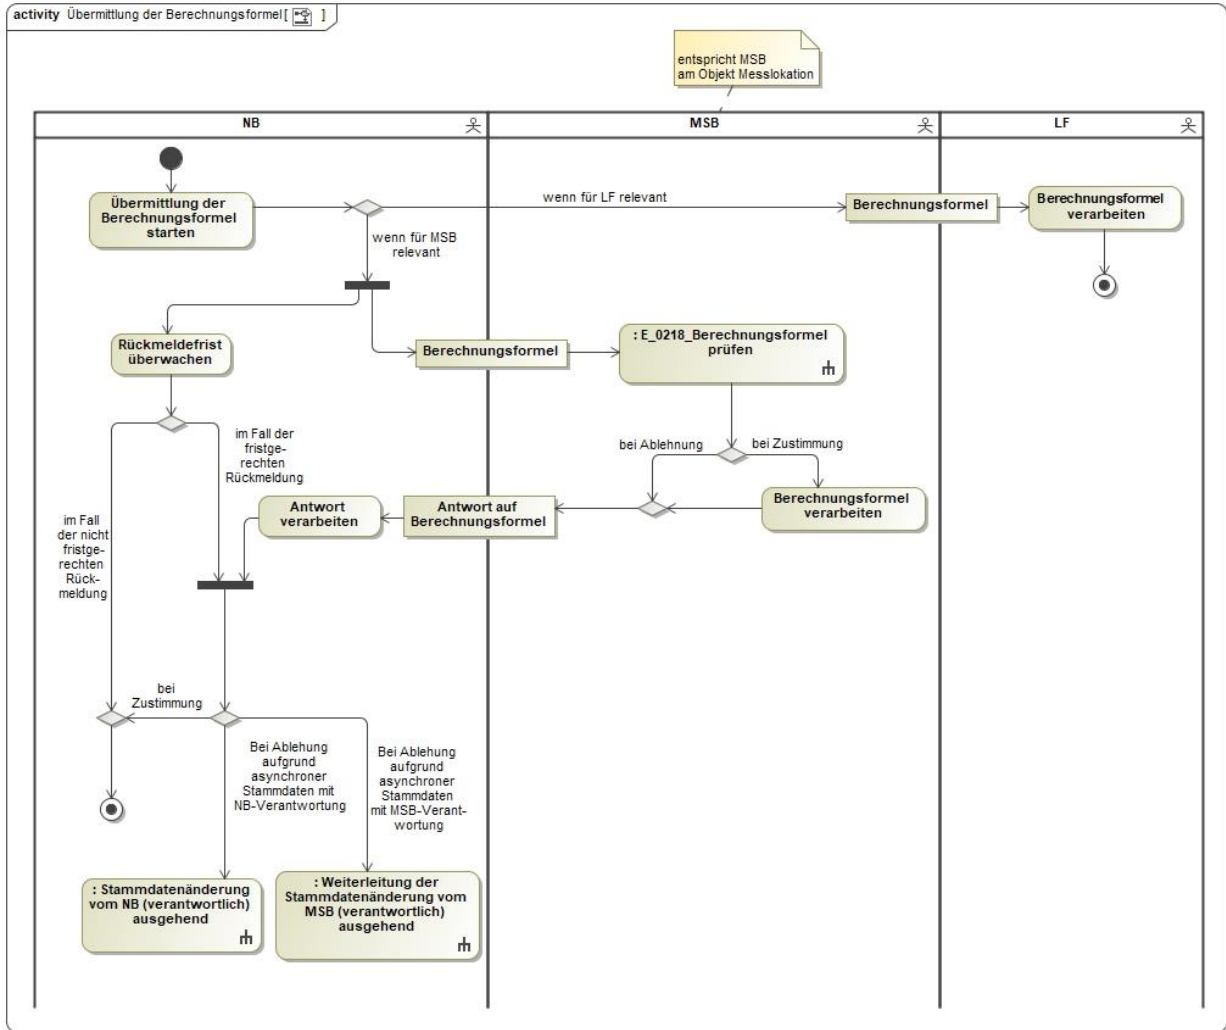 activity Übermittlung der Berechnungsformel[ ]
entspricht MSB
am Objekt Messlokation
NB
MSB
LF
Übermittlung der
Berechnungsformel
starten
wenn für LF relevant
Berechnungsformel
Berechnungsformel
verarbeiten
wenn für MSB
relevant
Rückmeldefrist
überwachen
Berechnungsformel
: E_0218_Berechnungsformel
prüfen
im Fall der
fristge-
rechten
Rückmeldung
bei Ablehnung
bei Zustimmung
Antwort
verarbeiten
Antwort auf
Berechnungsformel
Berechnungsformel
verarbeiten
im Fall
der nicht
fristge-
rechten
Rück-
meldung
bei
Zustimmung
Bei Ablehung
aufgrund
asynchroner
Stammdaten mit
NB-Verantwortung
Bei Ablehung
aufgrund
asynchroner
Stammdaten
mit MSB-Verant-
wortung
: Stammdatenänderung
vom NB (verantwortlich)
ausgehend
: Weiterleitung der
Stammdatenänderung vom
MSB (verantwortlich)
ausgehend